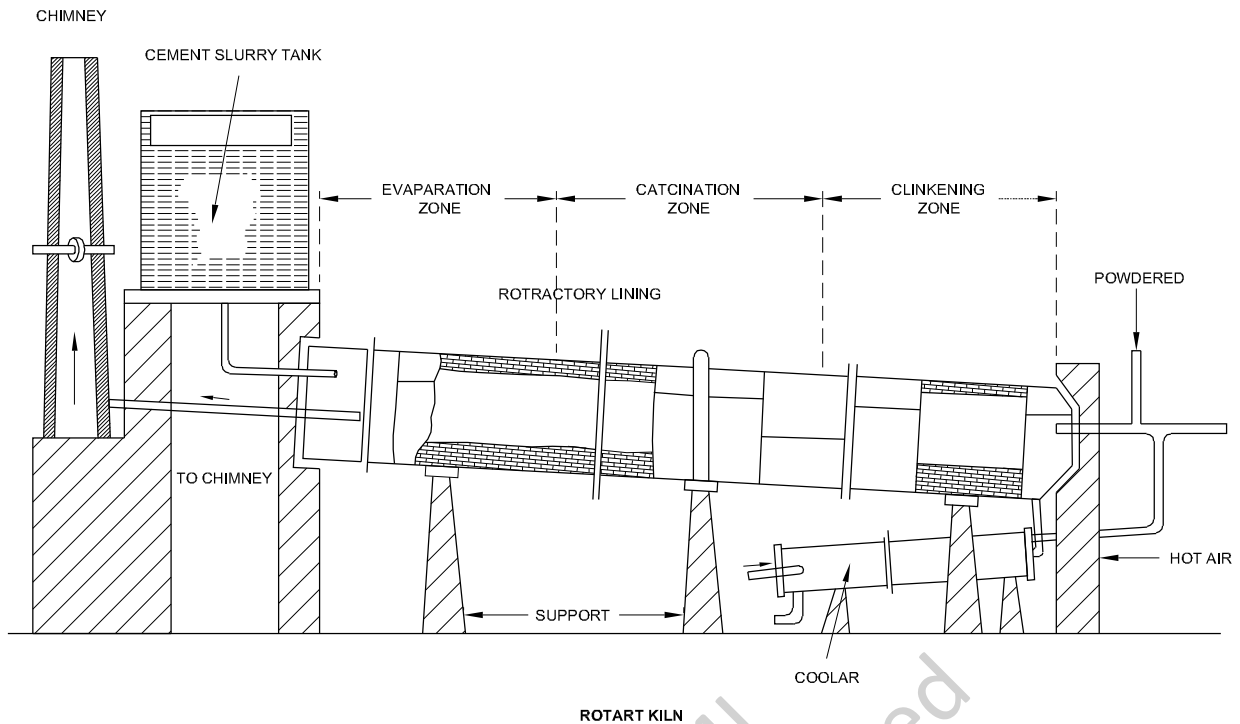 CHIMNEY
CEMENT SLURRY TANK
EVAPARATION
ZONE
CATCINATION
ZONE
CLINKENING
ZONE
ROTRACTORY LINING
POWDERED
TO CHIMNEY
HOT AIR
SUPPORT
COOLAR
ROTART KILN